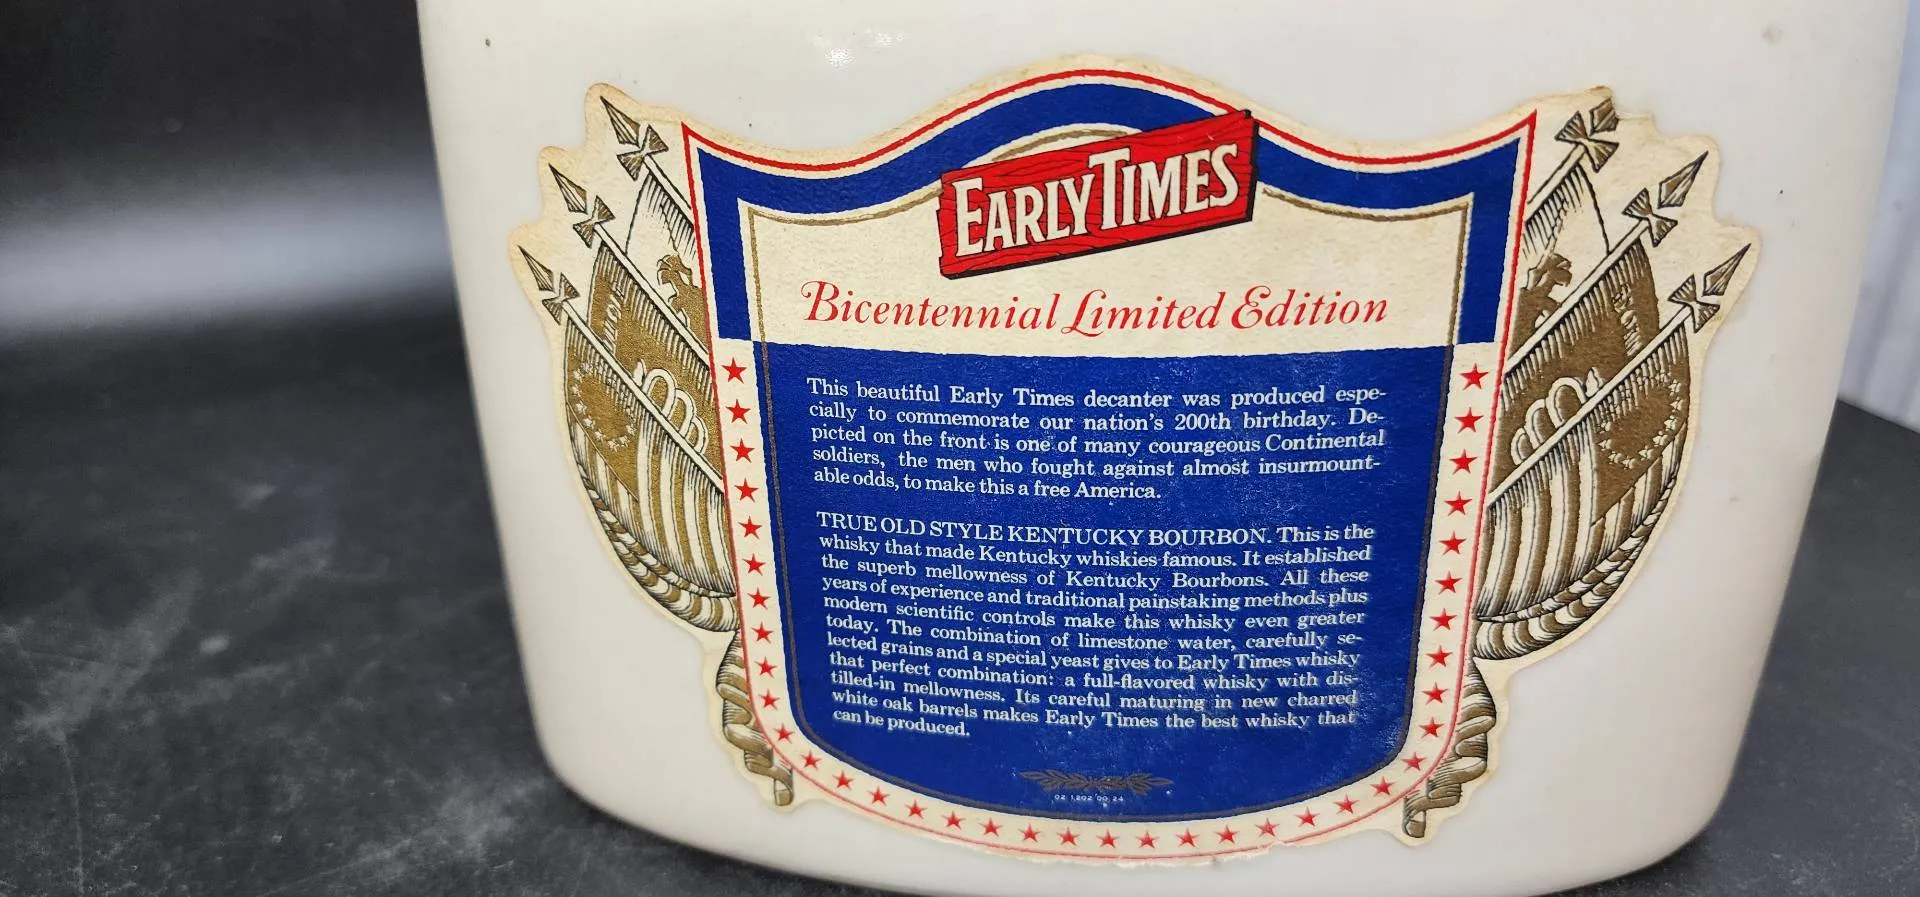 EARLY TIMES
Bicentennial Limited Edition
This beautiful Early Times decanter was produced espe-
cially to commemorate our nation's 200th birthday. De-
picted on the front is one of many courageous Continental
soldiers, the men who fought against almost insurmount-
able odds, to make this a free America.
TRUE OLD STYLE KENTUCKY BOURBON. This is the
whisky that made Kentucky whiskies famous. It established
the superb mellowness of Kentucky Bourbons. All these
years of experience and traditional painstaking methods plus
modern scientific controls make this whisky even greater
today. The combination of limestone water, carefully se-
lected grains and a special yeast gives to Early Times whisky
that perfect combination: a full-flavored whisky with dis-
tilled-in mellowness. Its careful maturing in new charred
white oak barrels makes Early Times the best whisky that
can be produced.